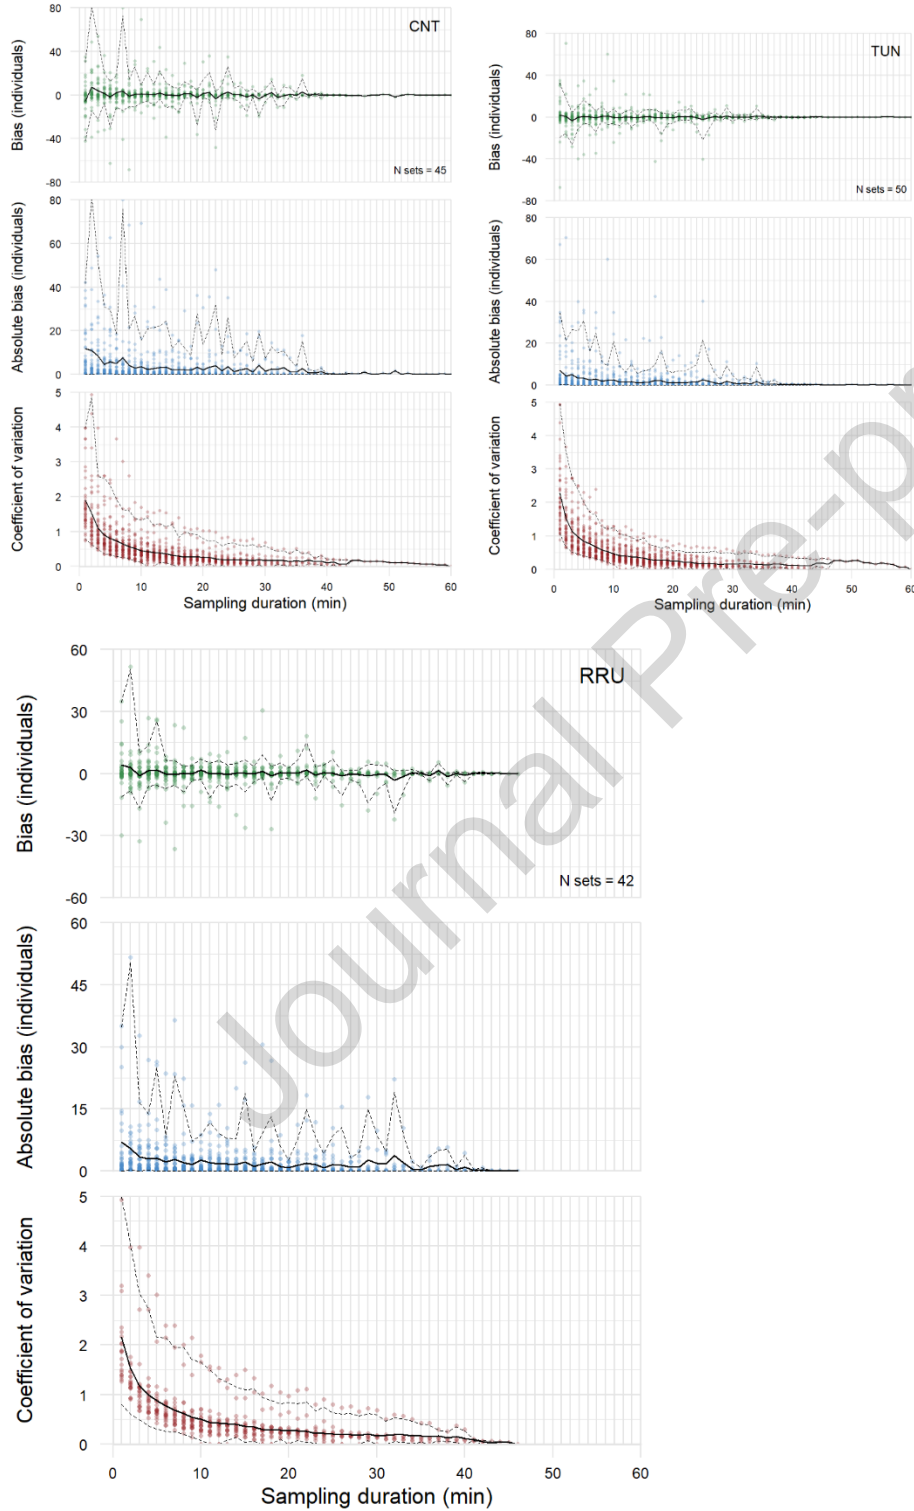 CNT
Bias (individuals)
80
40
0
-40
-80
N sets = 45
Absolute bias (individuals)
80
60
40
20
0
Coefficient of variation
5
4
3
2
1
0
0 10 20 30 40 50 60
Sampling duration (min)
TUN
Bias (individuals)
80
40
0
-40
-80
N sets = 50
Absolute bias (individuals)
80
60
40
20
0
Coefficient of variation
5
4
3
2
1
0
0 10 20 30 40 50 60
Sampling duration (min)
RRU
Bias (individuals)
60
30
0
-30
-60
N sets = 42
Absolute bias (individuals)
60
45
30
15
0
Coefficient of variation
5
4
3
2
1
0
0 10 20 30 40 50 60
Sampling duration (min)
Journal Pre-p